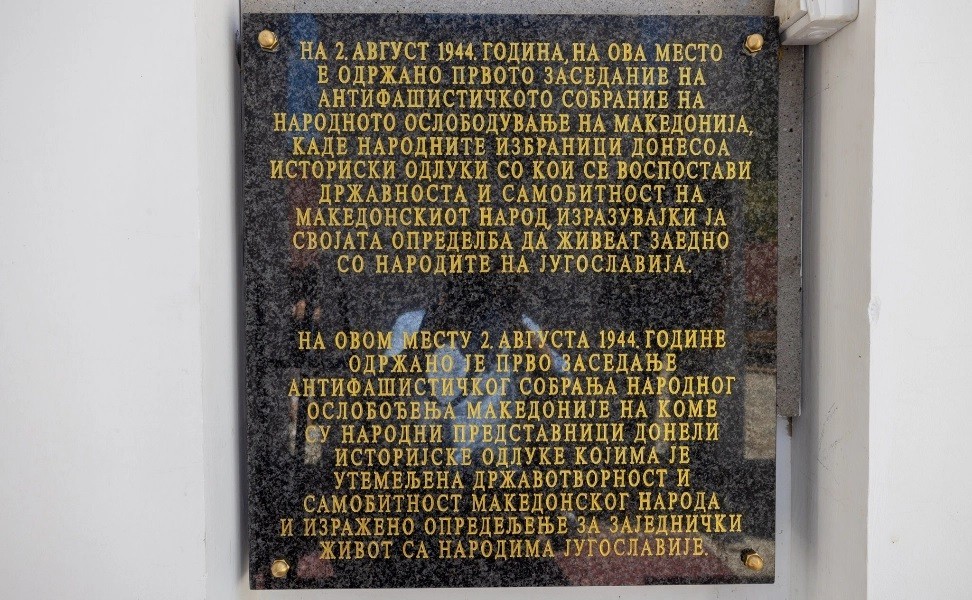 НА 2. АВГУСТ 1944. ГОДИНА, НА ОВА МЕСТО
Е ОДРЖАНО ПРВОТО ЗАСЕДАНИЕ НА
АНТИФАШИСТИЧКОТО СОБРАНИЕ НА
НАРОДНОТО ОСЛОБОДУВАЊЕ НА МАКЕДОНИЈА,
КАДЕ НАРОДНИТЕ ИЗБРАНИЦИ ДОНЕСОА
ИСТОРИСКИ ОДЛУКИ СО КОИ СЕ ВОСПОСТАВИ
ДРЖАВНОСТА И САМОБИТНОСТ НА
МАКЕДОНСКИОТ НАРОД, ИЗРАЗУВАЈКИ ЈА
СВОЈАТА ОПРЕДЕЛБА ДА ЖИВЕАТ ЗАЕДНО
СО НАРОДИТЕ НА ЈУГОСЛАВИЈА.
НА ОВОМ МЕСТУ 2. АВГУСТА 1944. ГОДИНЕ
ОДРЖАНО ЈЕ ПРВО ЗАСЕДАЊЕ
АНТИФАШИСТИЧКОГ СОБРАЊА НАРОДНОГ
ОСЛОБОЂЕЊА МАКЕДОНИЈЕ НА КОМЕ
СУ НАРОДНИ ПРЕДСТАВНИЦИ ДОНЕЛИ
ИСТОРИЈСКЕ ОДЛУКЕ КОЈИМА ЈЕ
УТЕМЕЉЕНА ДРЖАВОТВОРНОСТ И
САМОБИТНОСТ МАКЕДОНСКОГ НАРОДА
И ИЗРАЖЕНО ОПРЕДЕЉЕЊЕ ЗА ЗАЈЕДНИЧКИ
ЖИВОТ СА НАРОДИМА ЈУГОСЛАВИЈЕ.